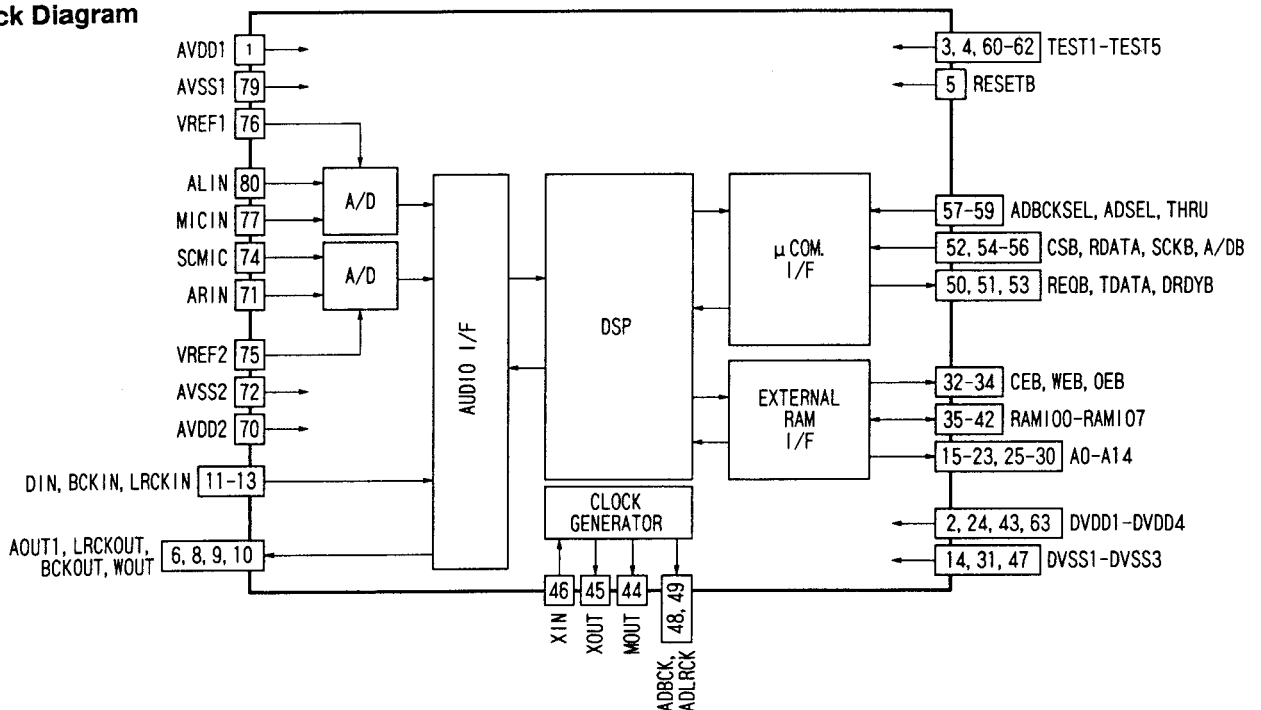 ck Diagram
AVDD1 1
AVSS1 79
VREF1 76
ALIN 80
MICIN 77
SCMIC 74
ARIN 71
VREF2 75
AVSS2 72
AVDD2 70
DIN, BCKIN, LRCKIN 11-13
AOUT1, LRCKOUT,
BCKOUT, WOUT
6, 8, 9, 10
A/D
A/D
AUDIO I/F
DSP
μ COM.
I/F
EXTERNAL
RAM
I/F
CLOCK
GENERATOR
3, 4, 60-62 TEST1-TEST5
5 RESETB
57-59 ADBCKSEL, ADSEL, THRU
52, 54-56 CSB, RDATA, SCKB, A/DB
50, 51, 53 REQB, TDATA, DRDYB
32-34 CEB, WEB, OEB
35-42 RAMIO0-RAMIO7
15-23, 25-30 A0-A14
2, 24, 43, 63 DVDD1-DVDD4
14, 31, 47 DVSS1-DVSS3
46 XIN
45 XOUT
44 MOUT
48, 49
ADBCK,
ADLRCK